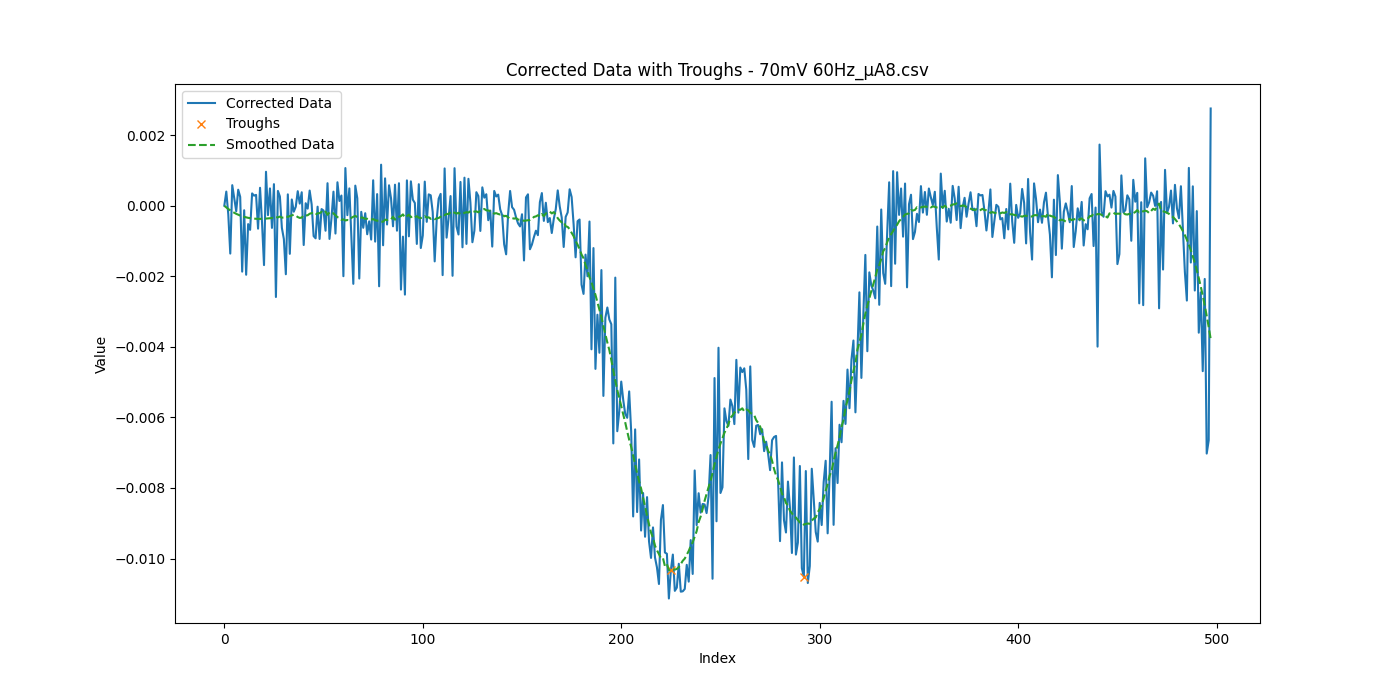 Corrected Data with Troughs - 70mV 60Hz_μA8.csv
Corrected Data
Troughs
Smoothed Data
0.002
0.000
−0.002
−0.004
−0.006
−0.008
−0.010
Value
0
100
200
300
400
500
Index